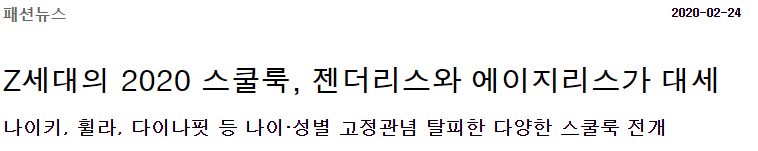 패션뉴스 2020-02-24
Z세대의 2020 스쿨룩, 젠더리스와 에이지리스가 대세
나이키, 휠라, 다이나핏 등 나이·성별 고정관념 탈피한 다양한 스쿨룩 전개